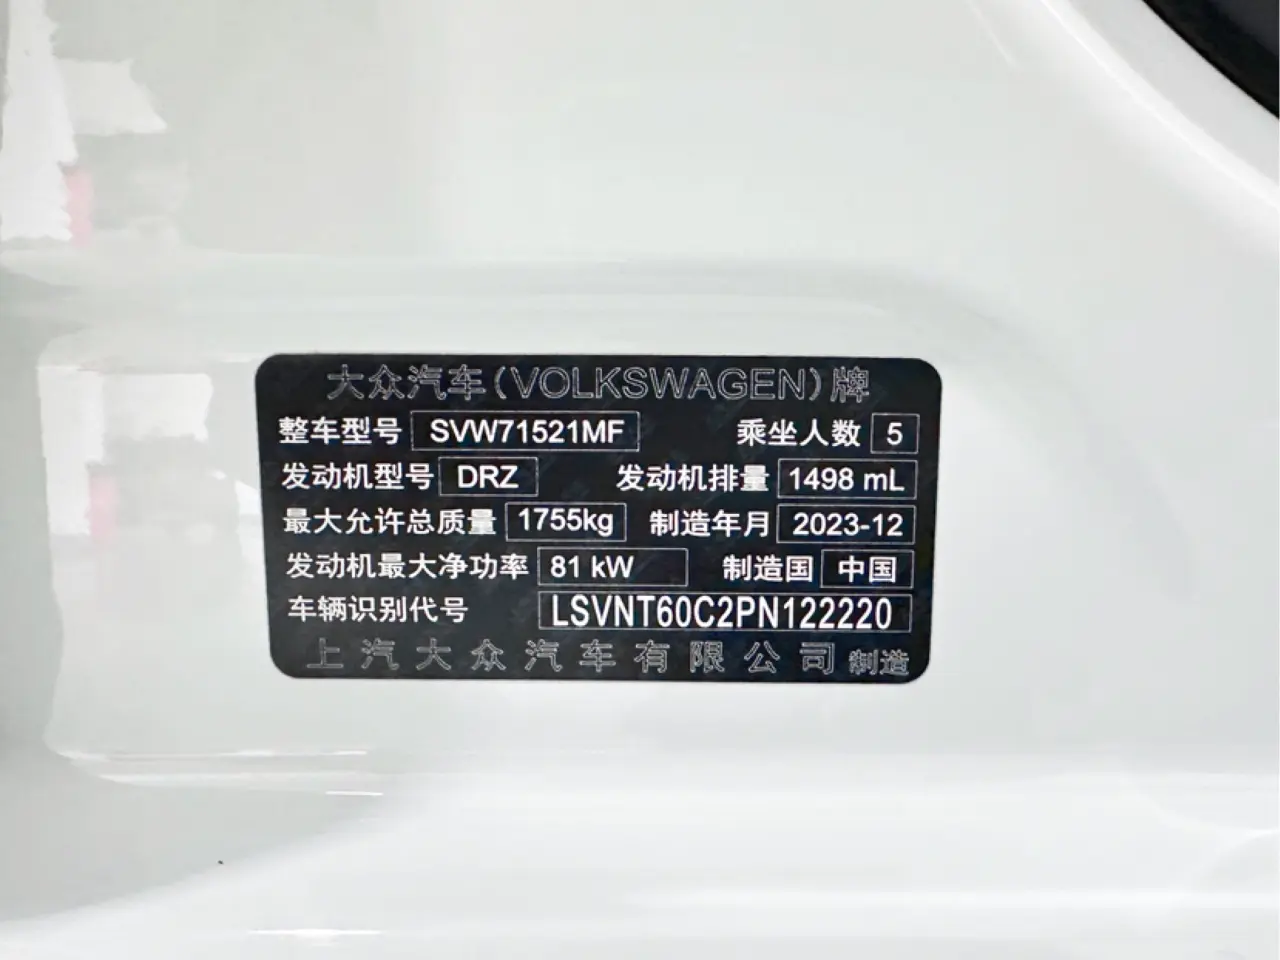 大众汽车(VOLKSWAGEN)牌
整车型号 SVW71521MF 乘坐人数 5
发动机型号 DRZ 发动机排量 1498 mL
最大允许总质量 1755kg 制造年月 2023-12
发动机最大净功率 81 kW 制造国 中国
车辆识别代号 LSVNT60C2PN122220
上汽大众汽车有限公司 制造